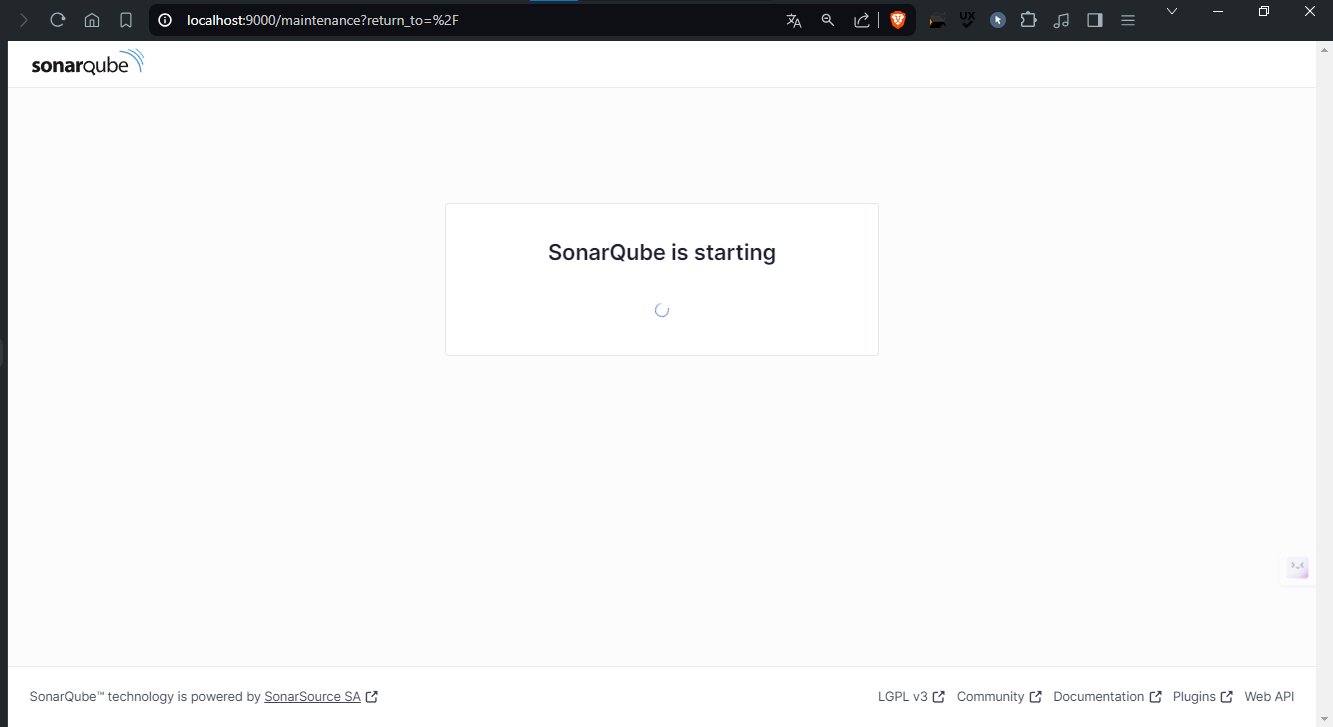 localhost:9000/maintenance?return_to=%2F
UX
sonarqube
SonarQube is starting
SonarQube™ technology is powered by SonarSource SA
LGPL v3 Community Documentation Plugins Web API